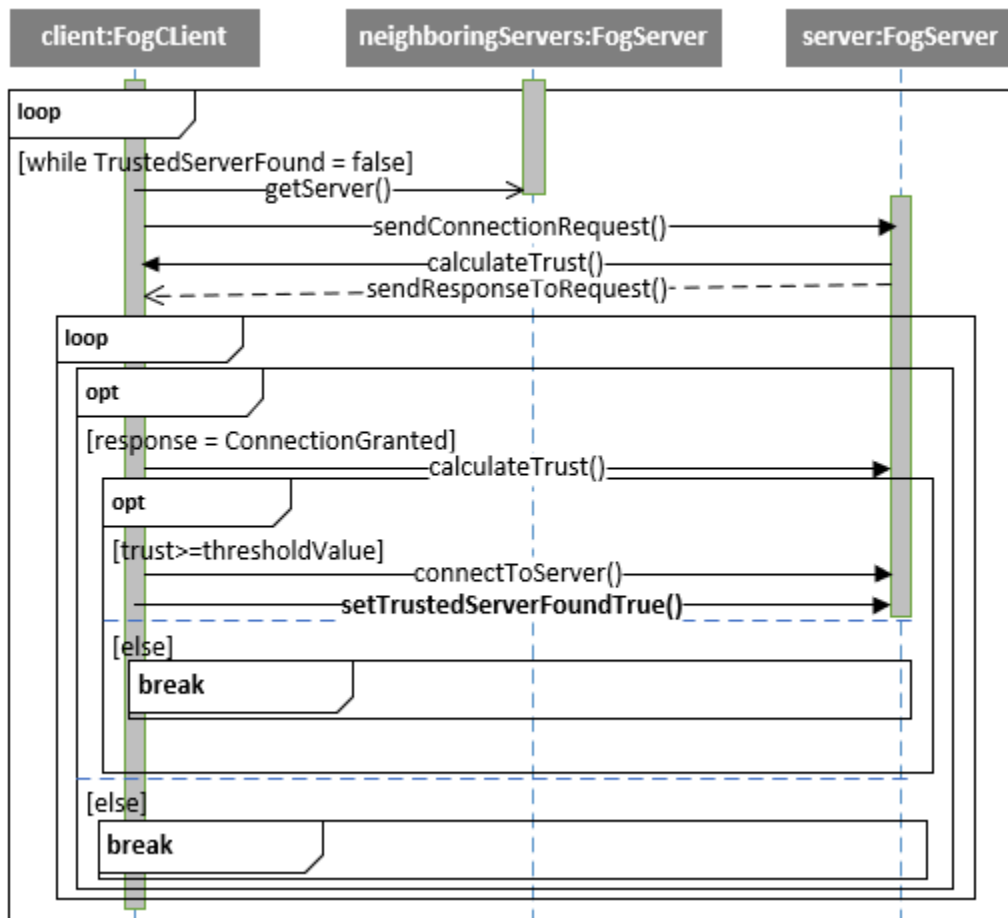 client:FogCLient
neighboringServers:FogServer
server:FogServer
loop
[while TrustedServerFound = false]
getServer()
sendConnectionRequest()
calculateTrust()
sendResponseToRequest()
loop
opt
[response = ConnectionGranted]
calculateTrust()
opt
[trust>=thresholdValue]
connectToServer()
setTrustedServerFoundTrue()
[else]
break
[else]
break